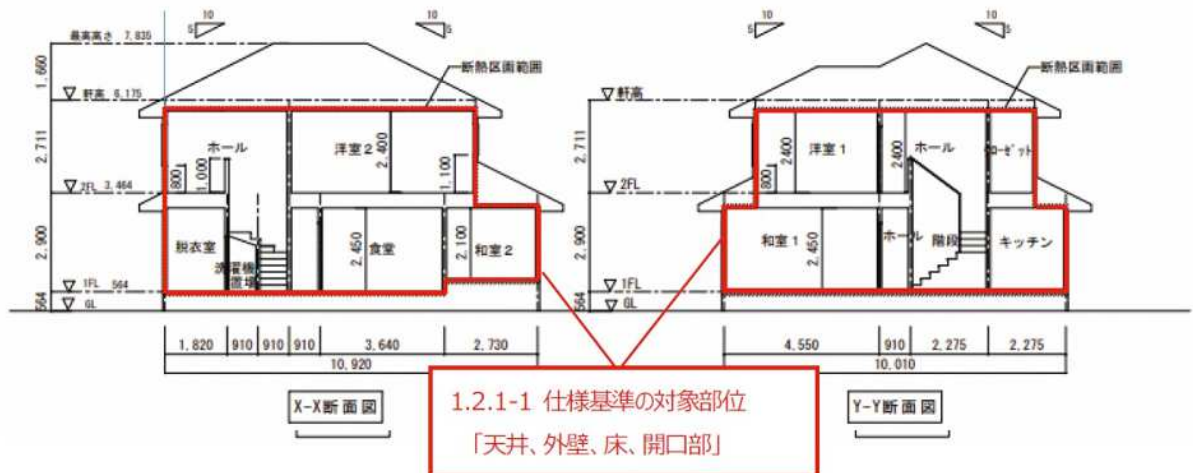 10
5
10
5
最高高さ 7,835
断熱区画範囲
1,660
軒高 6,175
2,711
ホール
洋室2
2,400
800
1,000
1,100
2FL 3,464
2,900
脱衣室
洗濯機
置場
2,450
食堂
2,100
和室2
1FL 564
564
GL
1,820
910
910
910
3,640
2,730
10,920
X-X断面図
10
5
10
5
断熱区画範囲
軒高
2,711
洋室1
2400
800
2400
ホール
クローゼット
2FL
2,900
和室1
2,450
ホール
階段
キッチン
1FL
564
GL
4,550
910
2,275
2,275
10,010
Y-Y断面図
1.2.1-1 仕様基準の対象部位
「天井、外壁、床、開口部」